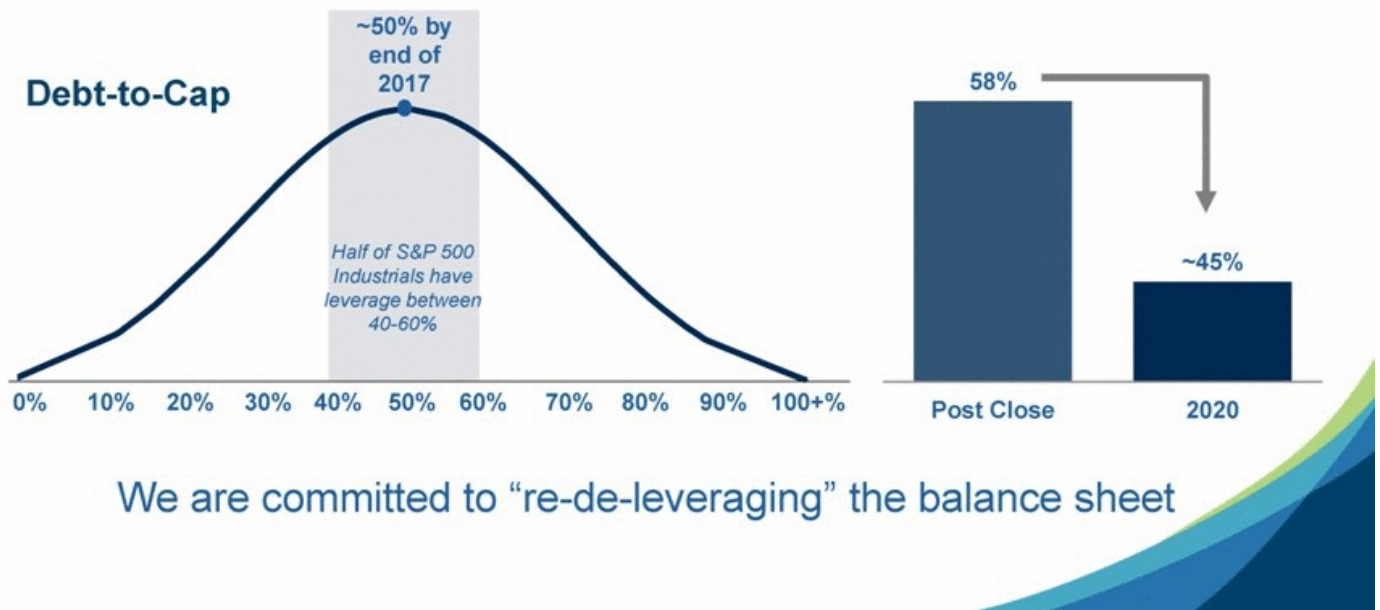 ~50% by
end of
2017
Debt-to-Cap
Half of S&P 500
Industrials have
leverage between
40-60%
0% 10% 20% 30% 40% 50% 60% 70% 80% 90% 100+%
58%
~45%
Post Close 2020
We are committed to “re-de-leveraging” the balance sheet